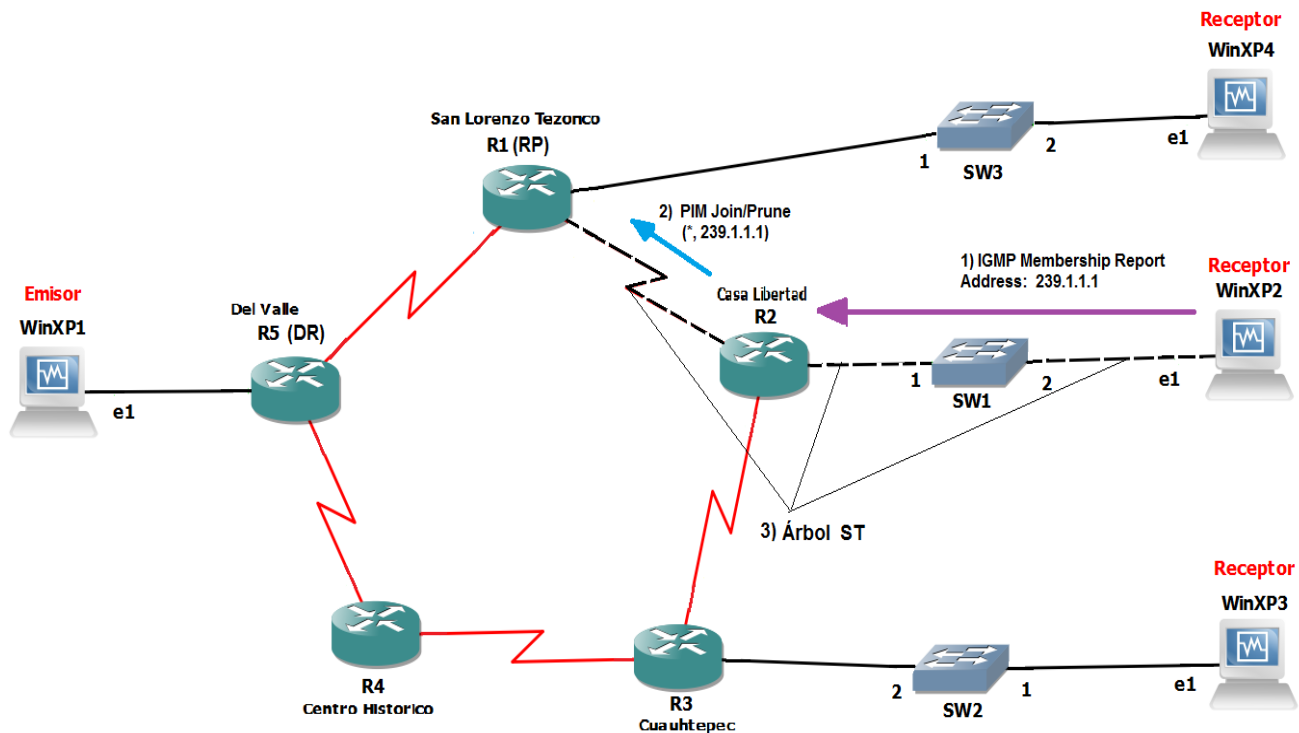 Receptor
WinXP4
San Lorenzo Tezonco
R1 (RP)
1
2
e1
SW3
2) PIM Join/Prune
(*, 239.1.1.1)
1) IGMP Membership Report
Address: 239.1.1.1
Receptor
WinXP2
Casa Libertad
R2
Emisor
WinXP1
Del Valle
R5 (DR)
e1
1
2
e1
SW1
3) Árbol ST
Receptor
WinXP3
R4
Centro Historico
R3
Cuauhtepec
2
1
e1
SW2